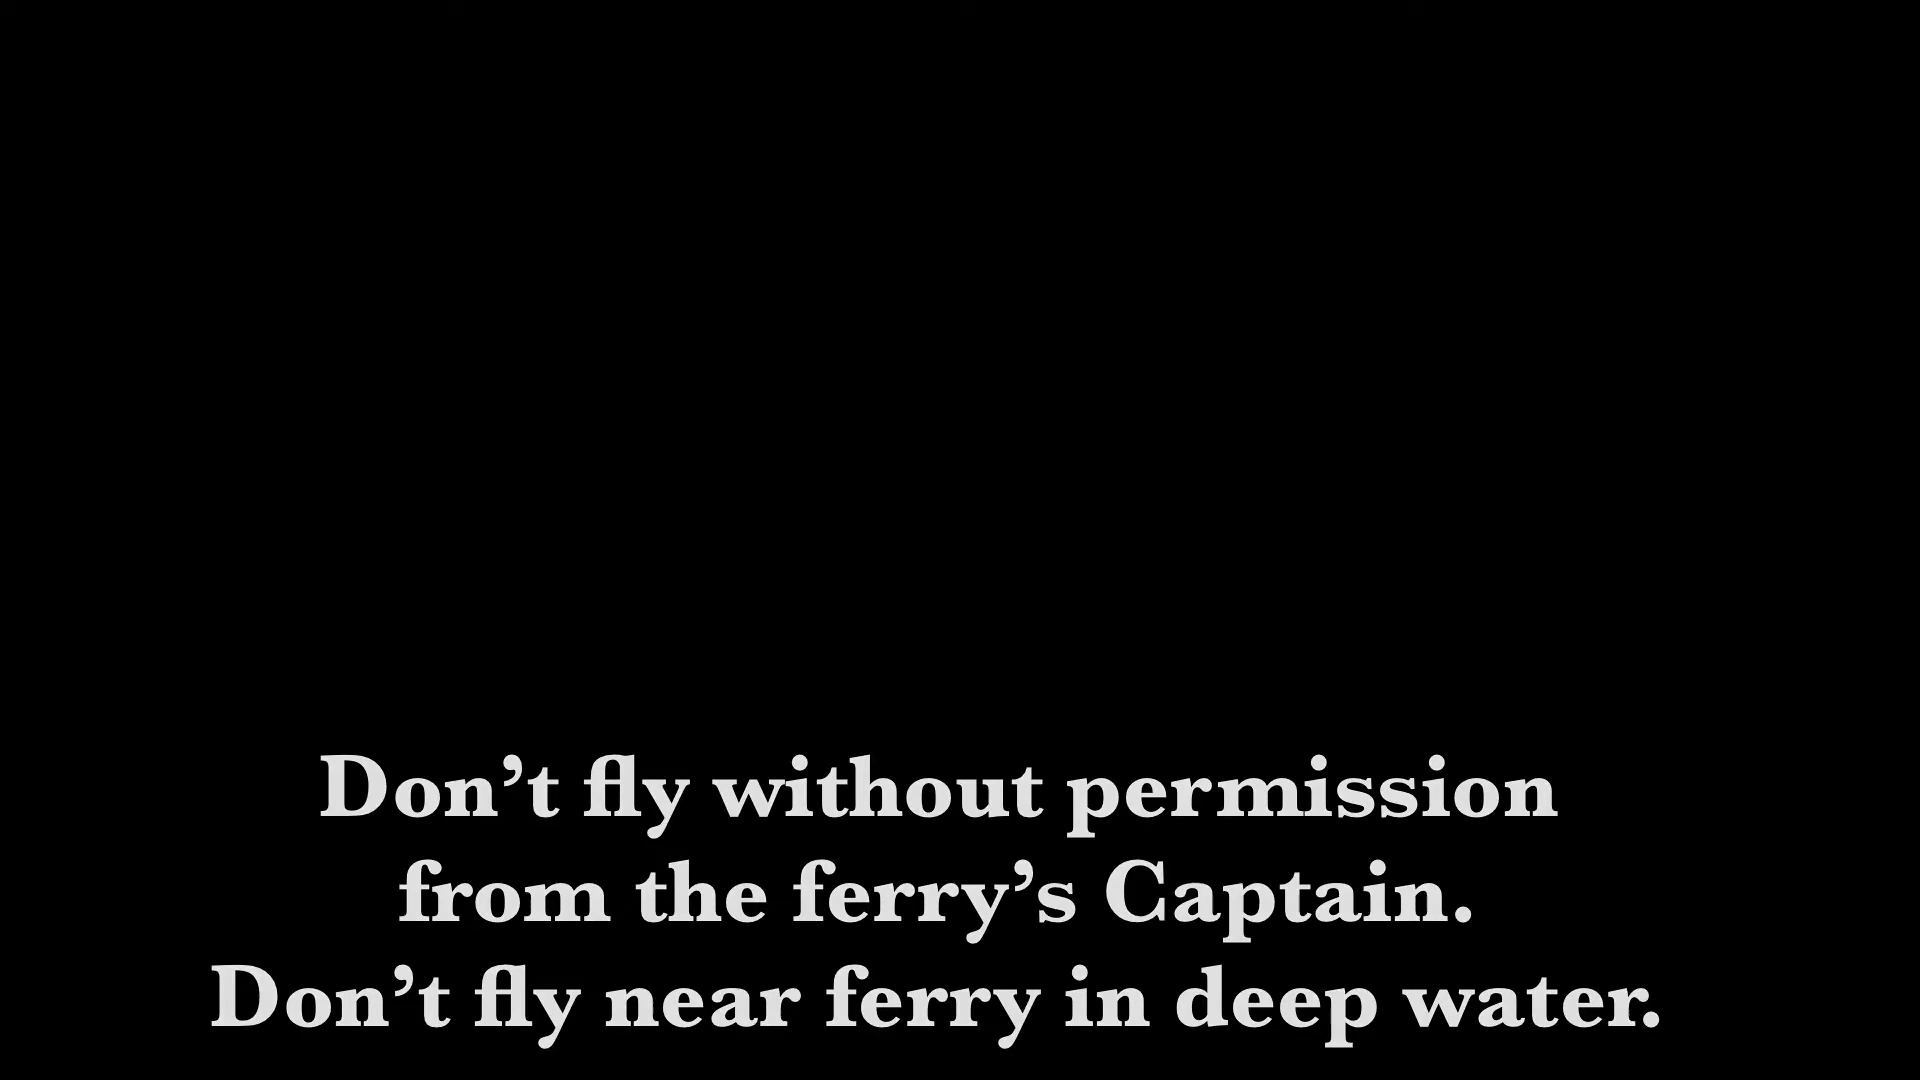 Don’t fly without permission
from the ferry’s Captain.
Don’t fly near ferry in deep water.